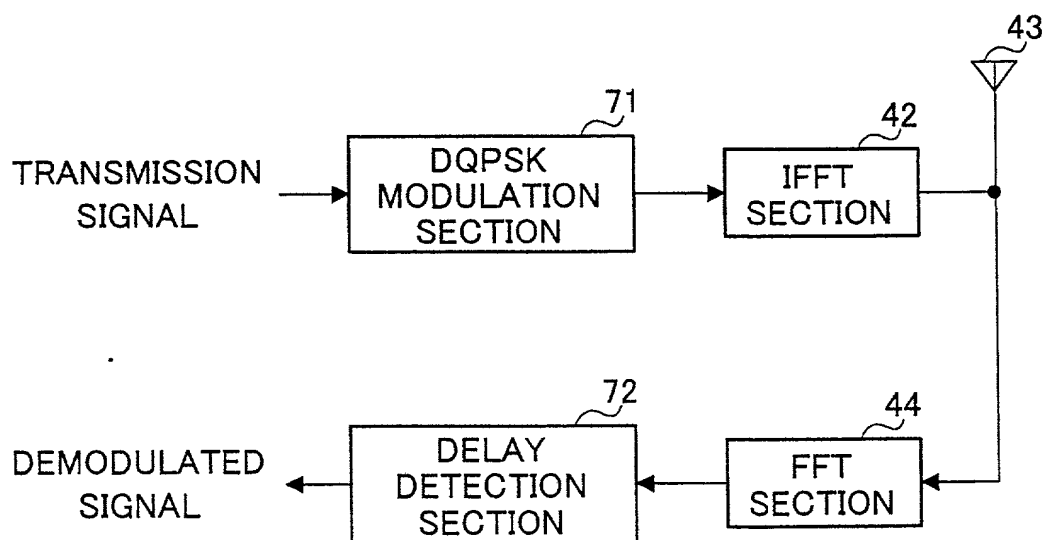 43
71
42
TRANSMISSION
SIGNAL
DQPSK
MODULATION
SECTION
IFFT
SECTION
72
44
DEMODULATED
SIGNAL
DELAY
DETECTION
SECTION
FFT
SECTION